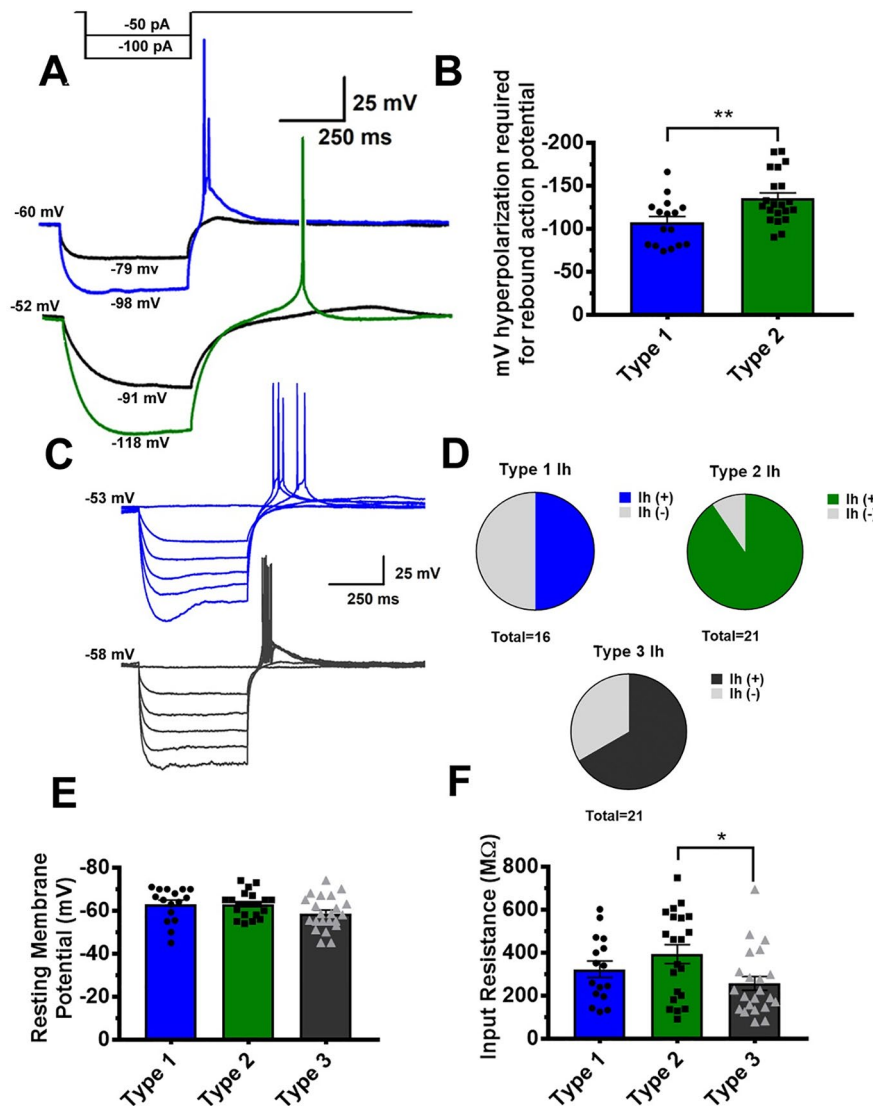 -50 pA
-100 pA
A
25 mV
250 ms
-60 mV
-79 mv
-98 mV
-52 mV
-91 mV
-118 mV
B
**
mV hyperpolarization required
for rebound action potential
-200
-150
-100
-50
0
Type 1
Type 2
C
-53 mV
25 mV
250 ms
-58 mV
D
Type 1 Ih
Ih (+)
Ih (-)
Total=16
Type 2 Ih
Ih (+
Ih (-)
Total=21
Type 3 Ih
Ih (+)
Ih (-)
Total=21
E
Resting Membrane
Potential (mV)
-80
-60
-40
-20
0
Type 1
Type 2
Type 3
F
*
Input Resistance (MΩ)
800
600
400
200
0
Type 1
Type 2
Type 3